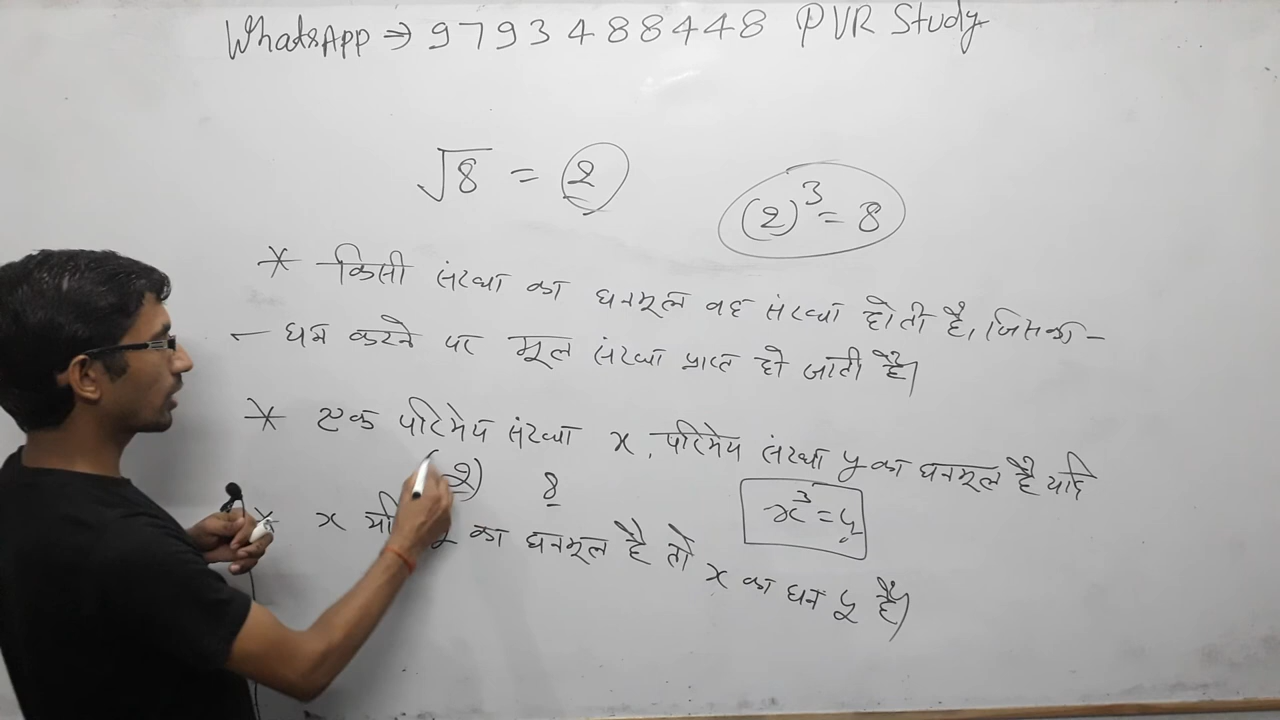 WhatsApp ⇒ 9793488448 PVR Study
√8 = 2
(2)³ = 8
* किसी संख्या का घनमूल वह संख्या होती है, जिसका -
- घन करने पर मूल संख्या प्राप्त हो जाती है।
* एक परिमेय संख्या x, परिमेय संख्या y का घनमूल है यदि
(2) 8
x³ = y
* x का घनमूल है तो x का घन y है।